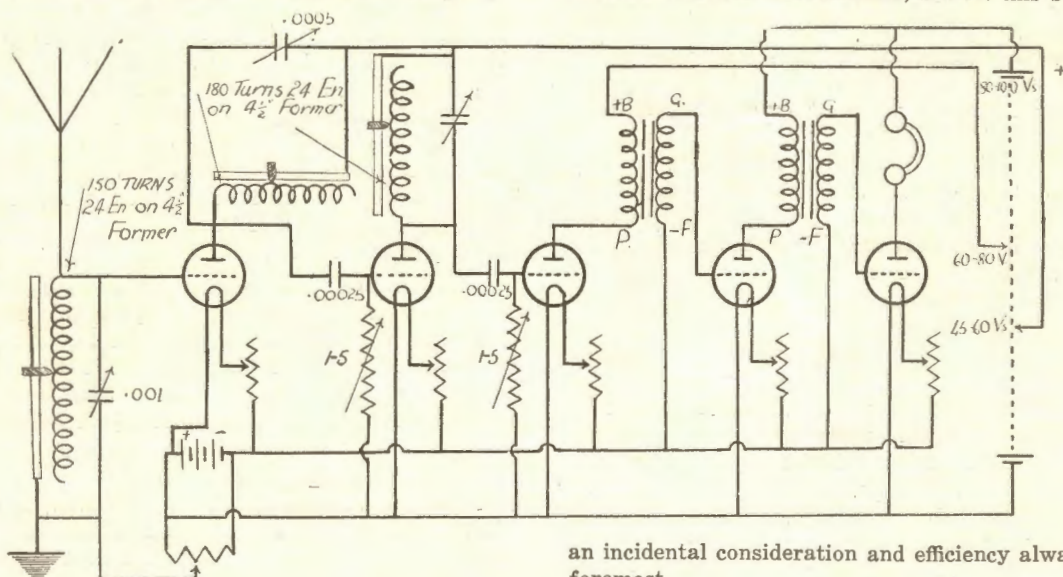 .0005
180 Turns 24 En
on 4½" Former
150 TURNS
24 En on 4½"
Former
+B
G.
+B
G
80-100 Vs
+
P.
-F
P
-F
60-80 V
.00025
.00025
45-60 Vs
1-5
1-5
.001
+
-
an incidental consideration and efficiency alwa
foremost